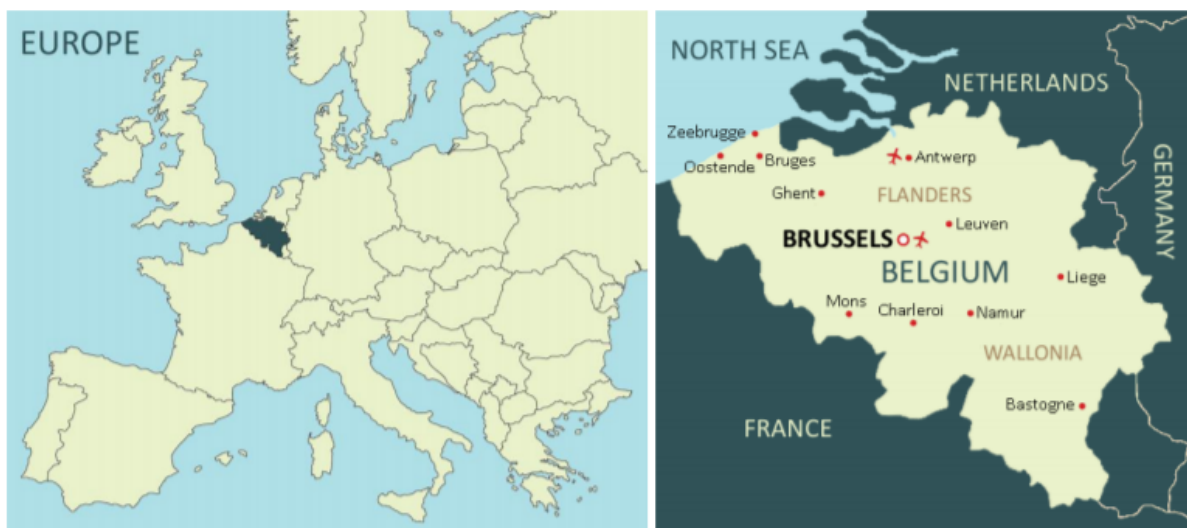 EUROPE
NORTH SEA
NETHERLANDS
GERMANY
Zeebrugge
Oostende
Bruges
Antwerp
Ghent
FLANDERS
Leuven
BRUSSELS
BELGIUM
Liege
Mons
Charleroi
Namur
WALLONIA
Bastogne
FRANCE